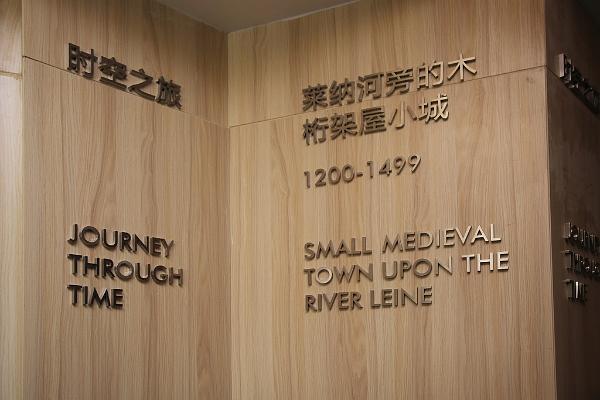 时空之旅
JOURNEY
THROUGH
TIME
莱纳河旁的木
桁架屋小城
1200-1499
SMALL MEDIEVAL
TOWN UPON THE
RIVER LEINE